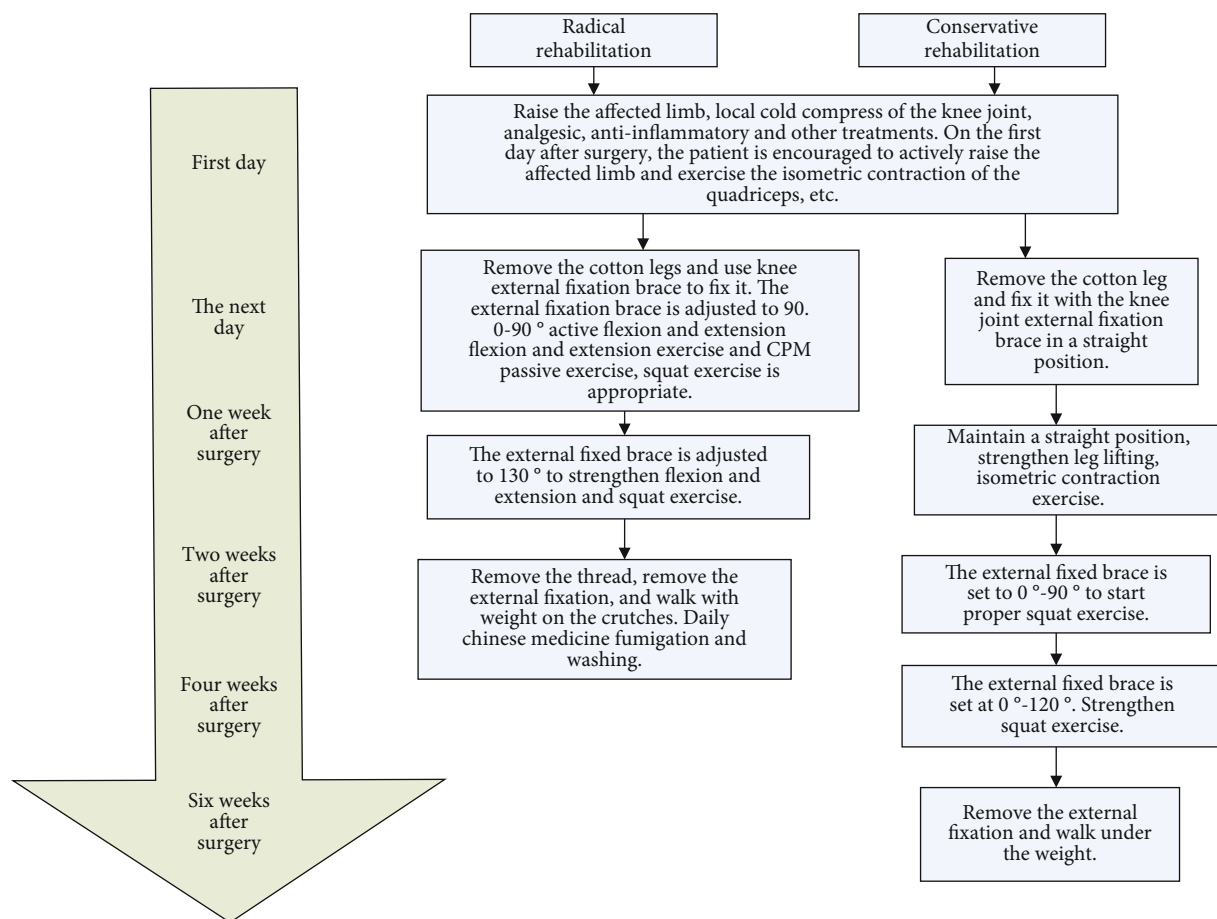 Radical
rehabilitation
Conservative
rehabilitation
First day
Raise the affected limb, local cold compress of the knee joint,
analgesic, anti-inflammatory and other treatments. On the first
day after surgery, the patient is encouraged to actively raise the
affected limb and exercise the isometric contraction of the
quadriceps, etc.
The next
day
Remove the cotton legs and use knee
external fixation brace to fix it. The
external fixation brace is adjusted to 90.
0-90 ° active flexion and extension
flexion and extension exercise and CPM
passive exercise, squat exercise is
appropriate.
Remove the cotton leg
and fix it with the knee
joint external fixation
brace in a straight
position.
One week
after
surgery
The external fixed brace is adjusted
to 130 ° to strengthen flexion and
extension and squat exercise.
Maintain a straight position,
strengthen leg lifting,
isometric contraction
exercise.
Two weeks
after
surgery
Remove the thread, remove the
external fixation, and walk with
weight on the crutches. Daily
chinese medicine fumigation and
washing.
The external fixed brace is
set to 0 °-90 ° to start
proper squat exercise.
Four weeks
after
surgery
The external fixed brace is
set at 0 °-120 °. Strengthen
squat exercise.
Six weeks
after
surgery
Remove the external
fixation and walk under
the weight.